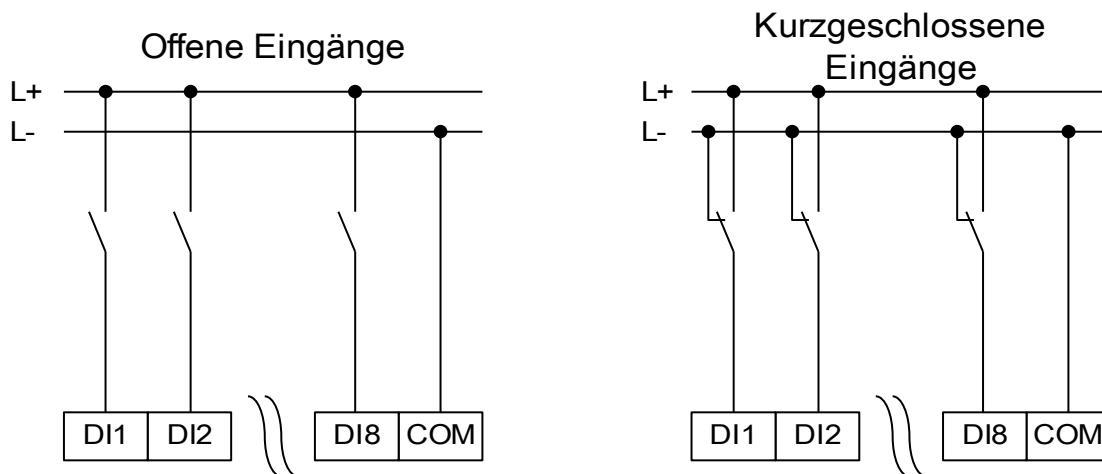 Offene Eingänge
L+
L-
DI1 DI2 DI8 COM
Kurzgeschlossene
Eingänge
L+
L-
DI1 DI2 DI8 COM